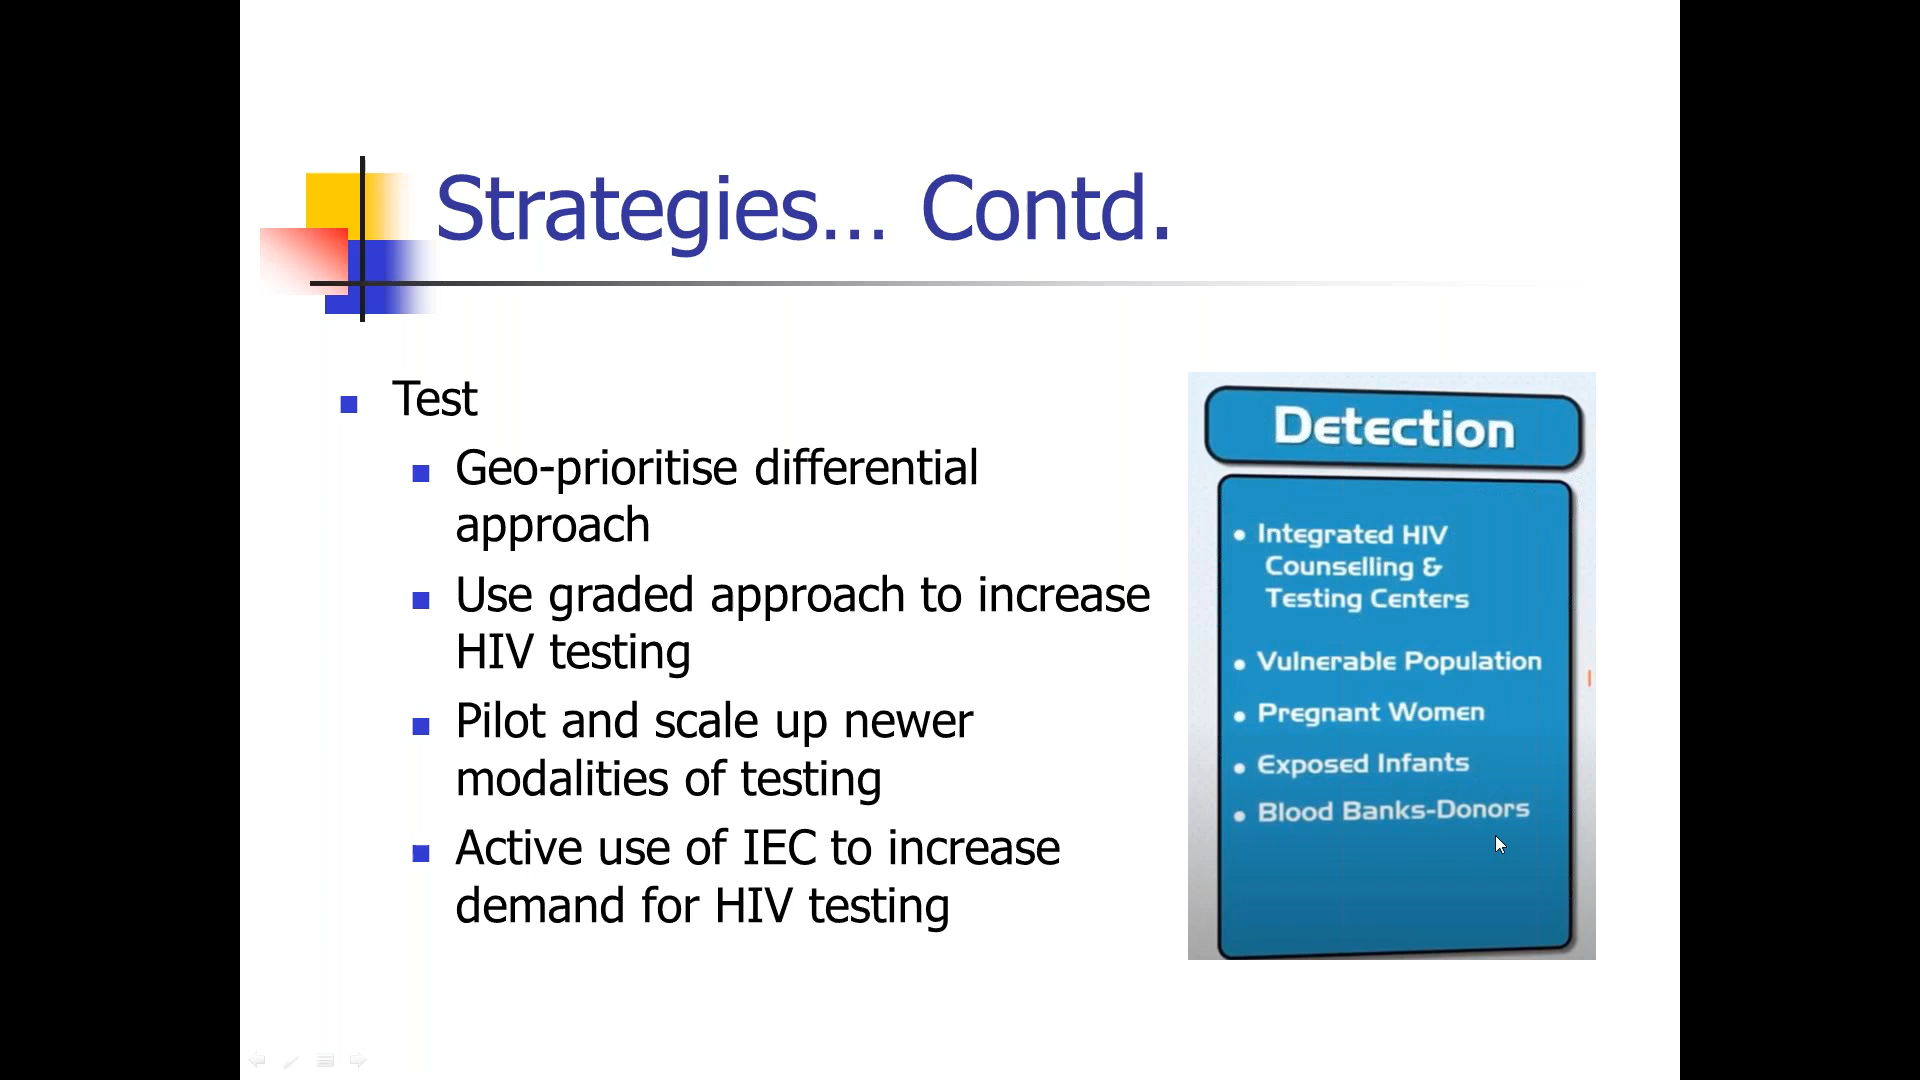 Strategies... Contd.
Test
Geo-prioritise differential
approach
Use graded approach to increase
HIV testing
Pilot and scale up newer
modalities of testing
Active use of IEC to increase
demand for HIV testing
Detection
Integrated HIV
Counselling &
Testing Centers
Vulnerable Population
Pregnant Women
Exposed Infants
Blood Banks-Donors